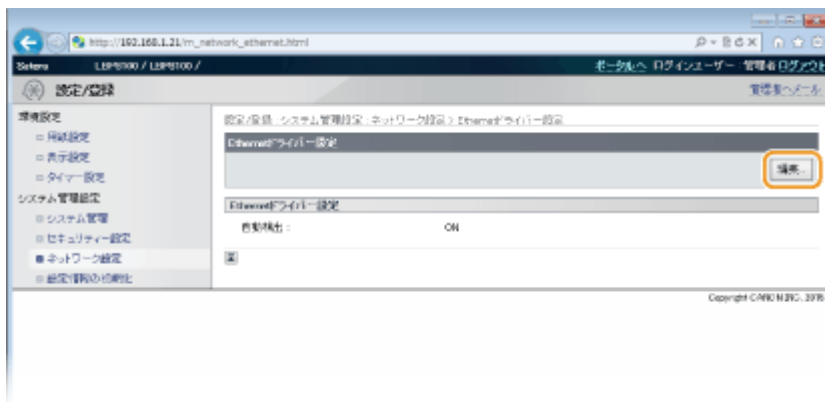 http://192.168.1.21/m_network_ethernet.html
Satera LBP8100 / LBP8100 / ポータルへ ログインユーザー: 管理者 ログアウト
設定/登録 管理者へメール
環境設定
用紙設定
表示設定
タイマー設定
システム管理設定
システム管理
セキュリティー設定
ネットワーク設定
設定情報の初期化
設定/登録 : システム管理設定 : ネットワーク設定 > Ethernetドライバー設定
Ethernetドライバー設定
編集...
Ethernetドライバー設定
自動検出 : ON
Copyright CANON INC.